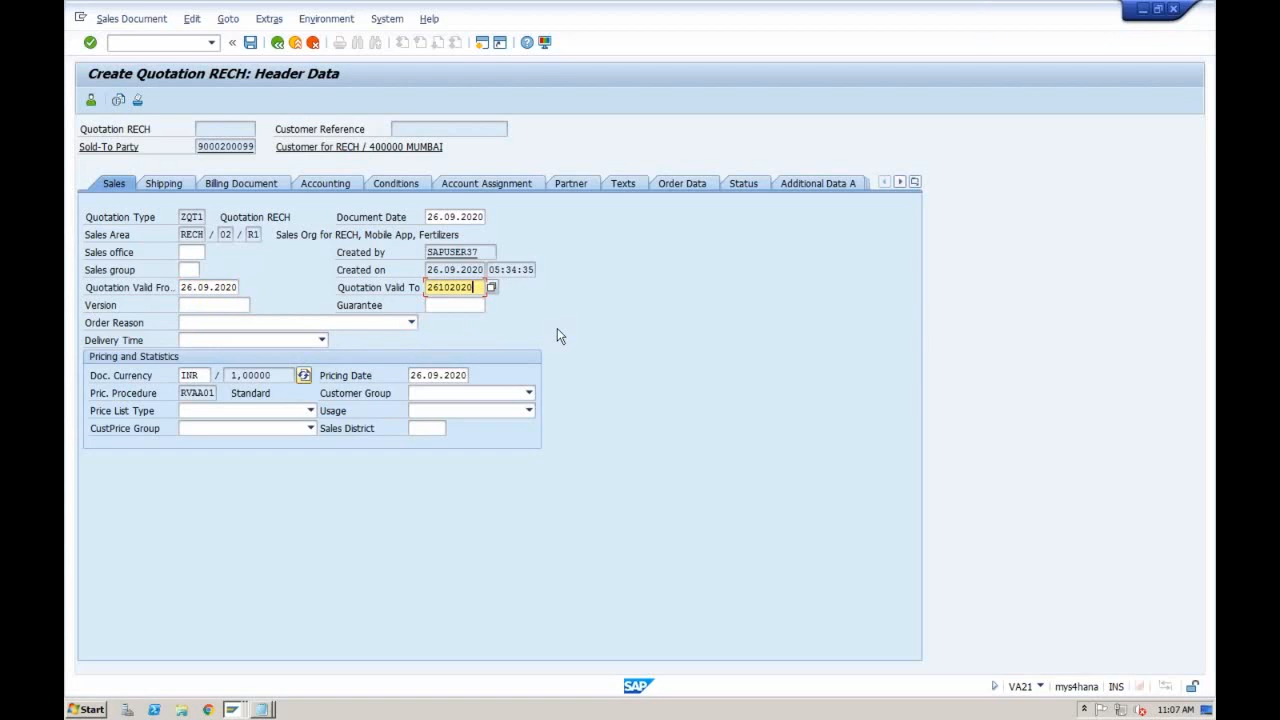 Sales Document Edit Goto Extras Environment System Help
Create Quotation RECH: Header Data
Quotation RECH Customer Reference
Sold-To Party 9000200099 Customer for RECH / 400000 MUMBAI
Sales Shipping Billing Document Accounting Conditions Account Assignment Partner Texts Order Data Status Additional Data A
Quotation Type ZQT1 Quotation RECH Document Date 26.09.2020
Sales Area RECH / 02 / R1 Sales Org for RECH, Mobile App, Fertilizers
Sales office Created by SAPUSER37
Sales group Created on 26.09.2020 05:34:35
Quotation Valid Fro.. 26.09.2020 Quotation Valid To 26102020
Version Guarantee
Order Reason
Delivery Time
Pricing and Statistics
Doc. Currency INR / 1,00000 Pricing Date 26.09.2020
Pric. Procedure RVAA01 Standard Customer Group
Price List Type Usage
CustPrice Group Sales District
SAP VA21 mys4hana INS
Start 11:07 AM